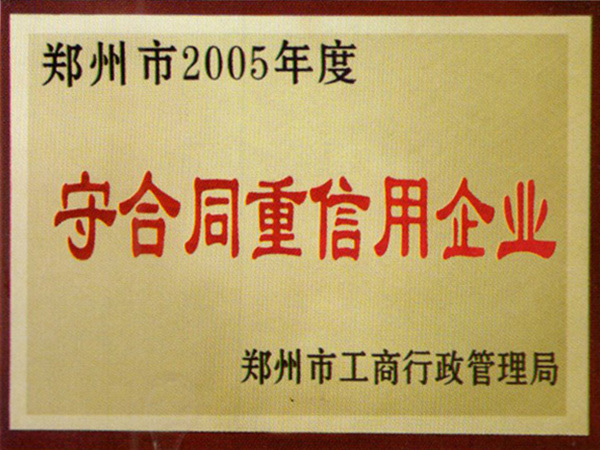 郑州市2005年度
守合同重信用企业
郑州市工商行政管理局